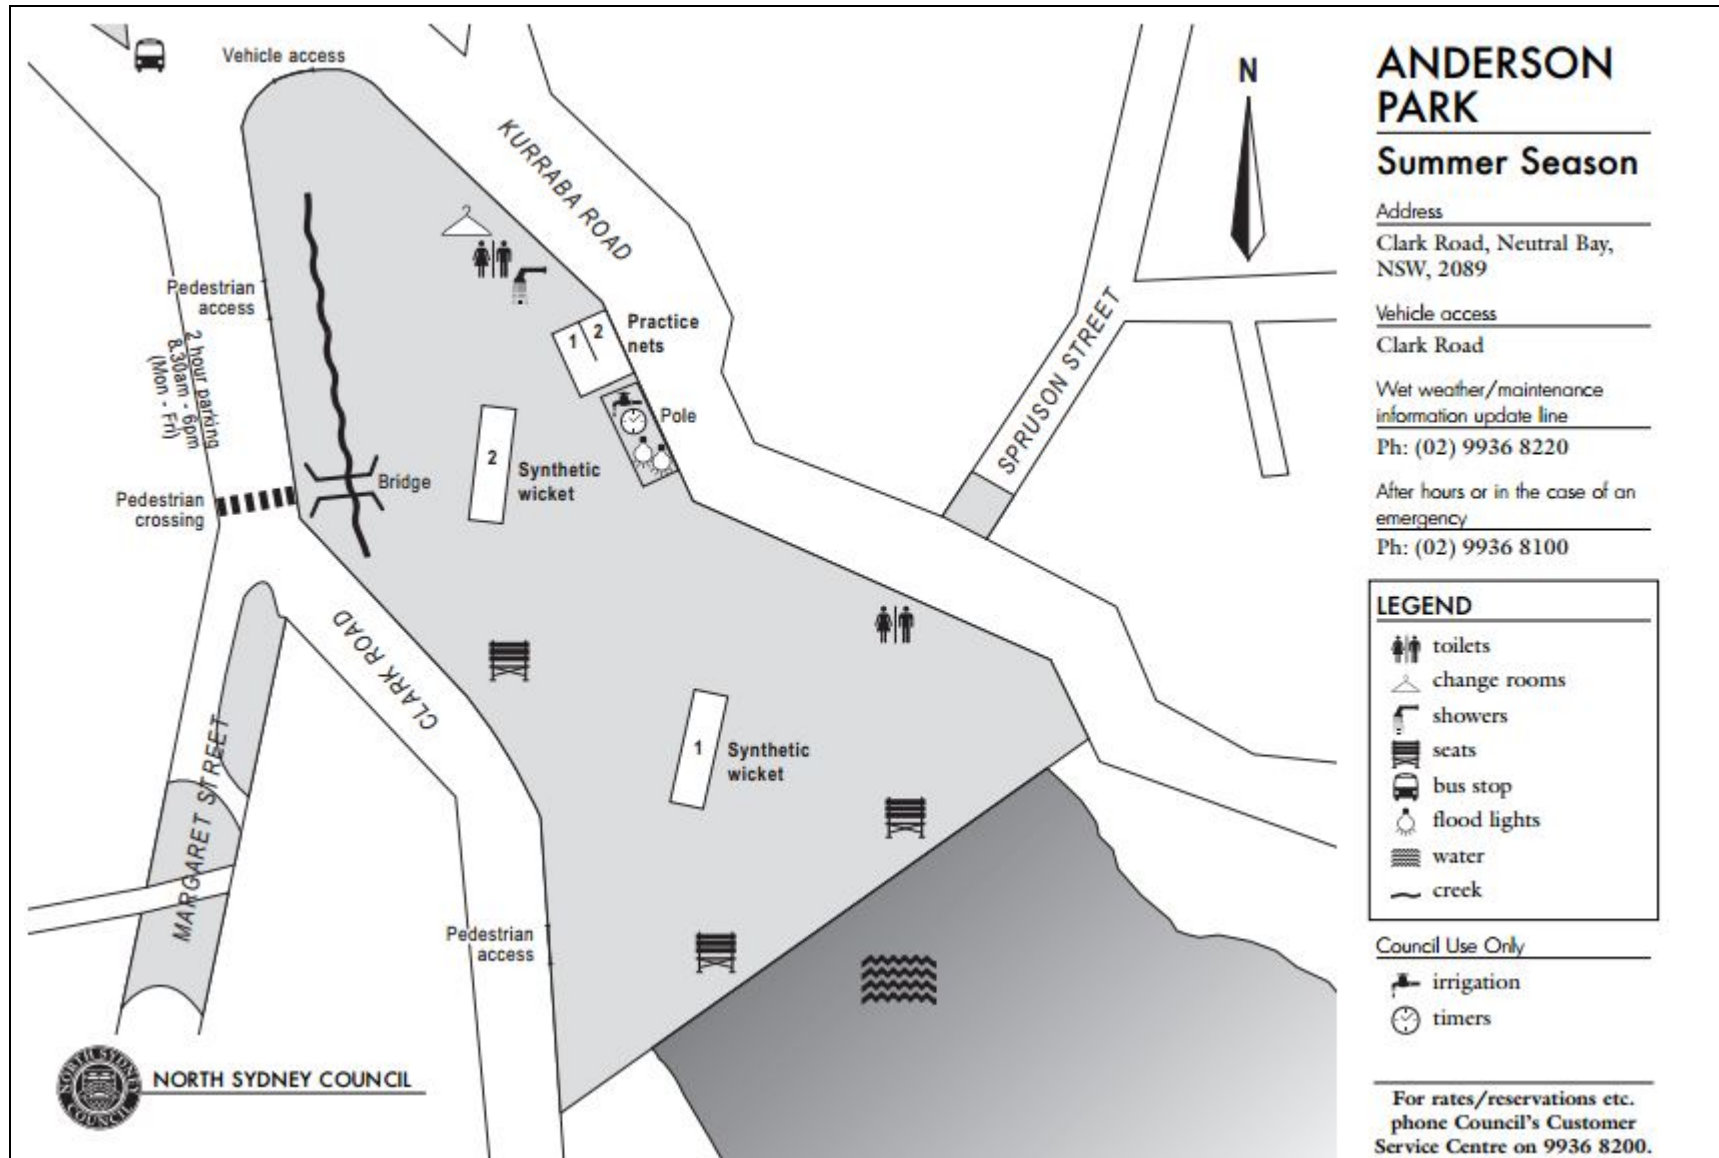 Vehicle access
KURRABA ROAD
N
Pedestrian
access
2 hour parking
8.30am - 6pm
(Mon - Fri)
1
2
Practice
nets
Pole
SPRUSON STREET
2
Synthetic
wicket
Bridge
Pedestrian
crossing
CLARK ROAD
MARGARET STREET
1
Synthetic
wicket
Pedestrian
access
NORTH SYDNEY
COUNCIL
NORTH SYDNEY COUNCIL
ANDERSON
PARK
Summer Season
Address
Clark Road, Neutral Bay,
NSW, 2089
Vehicle access
Clark Road
Wet weather/maintenance
information update line
Ph: (02) 9936 8220
After hours or in the case of an
emergency
Ph: (02) 9936 8100
LEGEND
toilets
change rooms
showers
seats
bus stop
flood lights
water
creek
Council Use Only
irrigation
timers
For rates/reservations etc.
phone Council's Customer
Service Centre on 9936 8200.